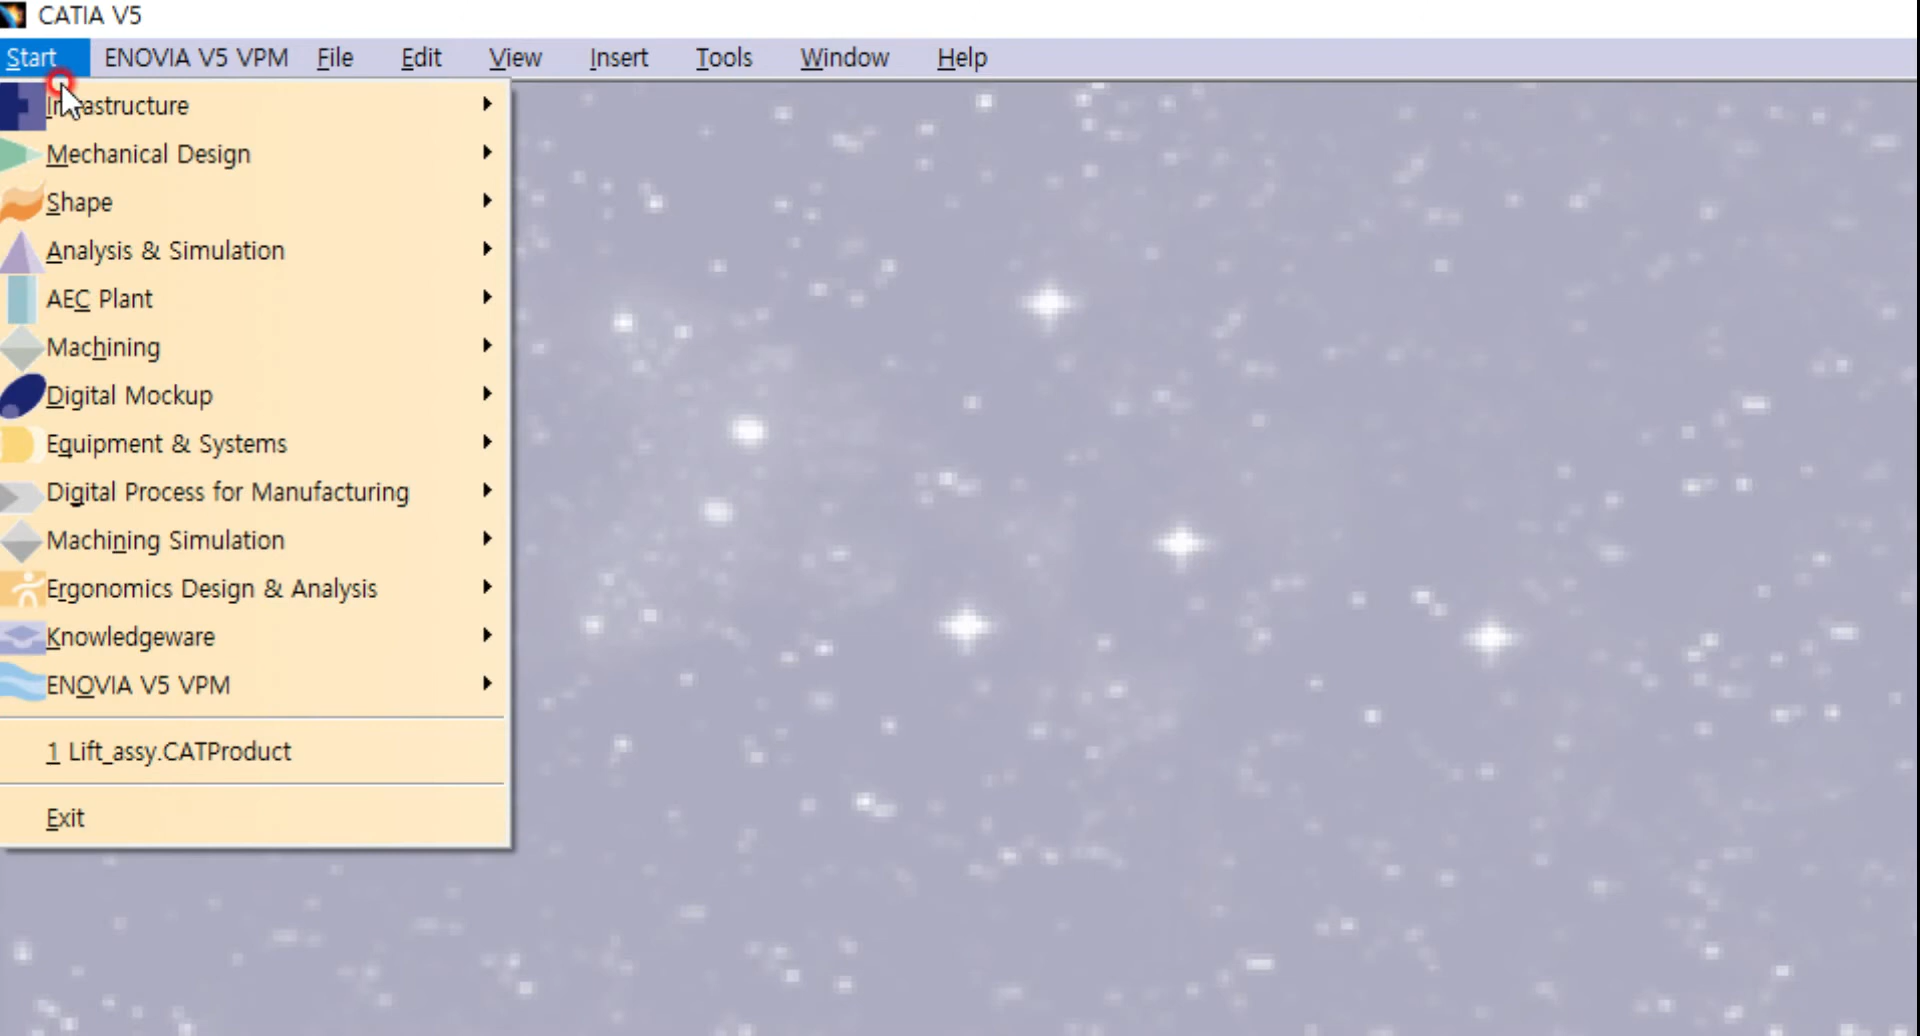 CATIA V5
Start ENOVIA V5 VPM File Edit View Insert Tools Window Help
Infrastructure
Mechanical Design
Shape
Analysis & Simulation
AEC Plant
Machining
Digital Mockup
Equipment & Systems
Digital Process for Manufacturing
Machining Simulation
Ergonomics Design & Analysis
Knowledgeware
ENOVIA V5 VPM
1 Lift_assy.CATProduct
Exit